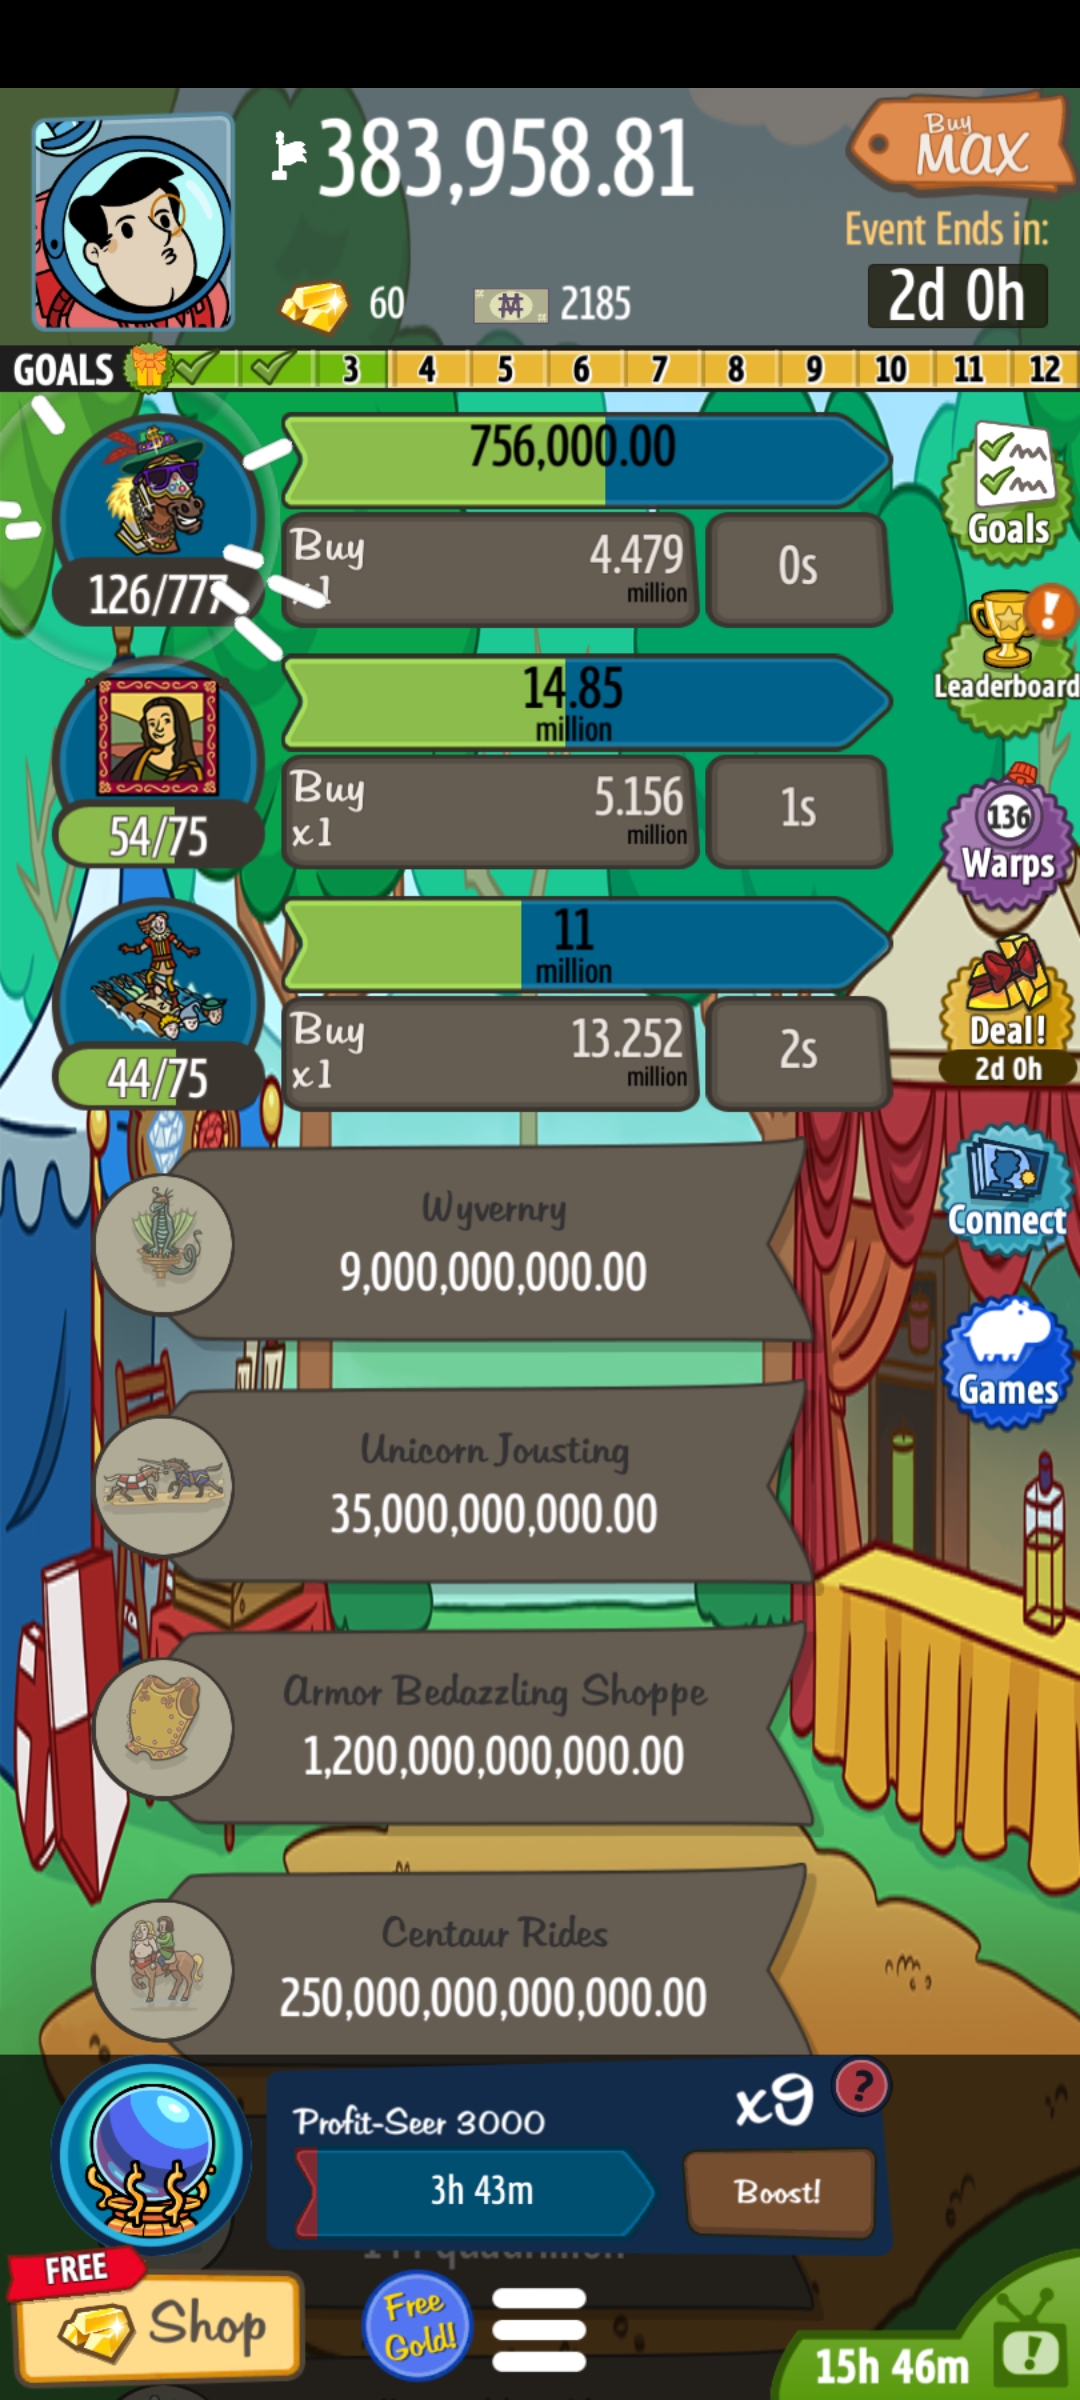 383,958.81
Buy
MAX
Event Ends in:
60
2185
2d 0h
GOALS
3
4
5
6
7
8
9
10
11
12
756,000.00
Goals
Buy
4.479
0s
million
x1
126/777
14.85
Leaderboard
million
Buy
5.156
1s
136
x1
million
54/75
Warps
11
million
Deal!
Buy
13.252
2s
x1
million
44/75
2d 0h
Wyvernry
Connect
9,000,000,000.00
Games
Unicorn Jousting
35,000,000,000.00
Armor Bedazzling Shoppe
1,200,000,000,000.00
Centaur Rides
250,000,000,000,000.00
x9
?
Profit-Seer 3000
3h 43m
Boost!
FREE
Shop
Free
Gold!
15h 46m